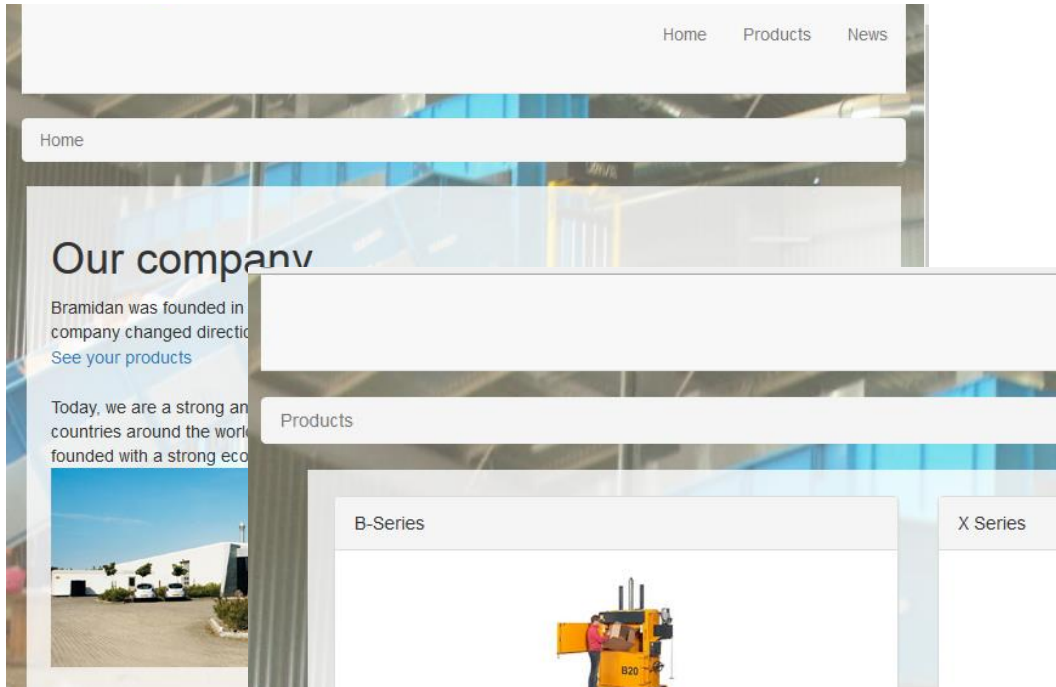 Home Products News
Home
Our company
Bramidan was founded in
company changed directio
See your products
Today, we are a strong an
countries around the worl
founded with a strong eco
Products
B-Series
X Series
B20